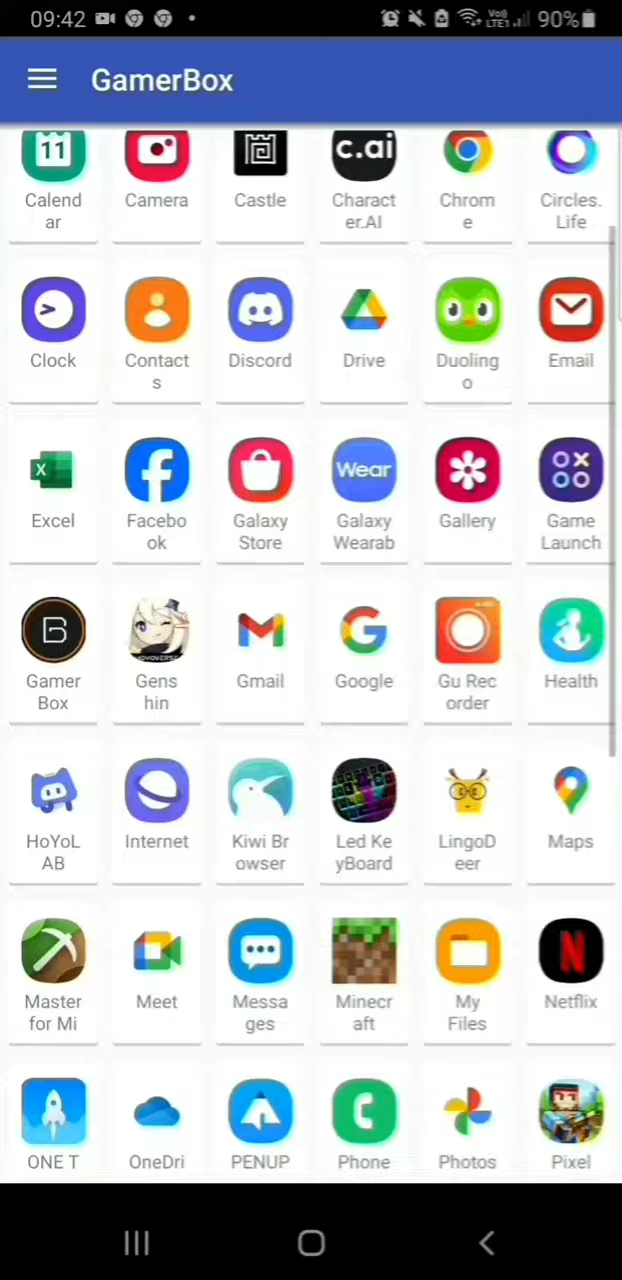 09:42 Vo)) LTE1 90%
GamerBox
11 c.ai
Calend Camera Castle Charact Chrom Circles.
ar er.AI e Life
Clock Contact Discord Drive Duoling Email
s o
X Wear
Excel Facebo Galaxy Galaxy Gallery Game
ok Store Wearab Launch
HOYOVERSE
Gamer Gens Gmail Google Gu Rec Health
Box hin order
HoYoL Internet Kiwi Br Led Ke LingoD Maps
AB owser yBoard eer
Master Meet Messa Minecr My Netflix
for Mi ges aft Files
ONE T OneDri PENUP Phone Photos Pixel